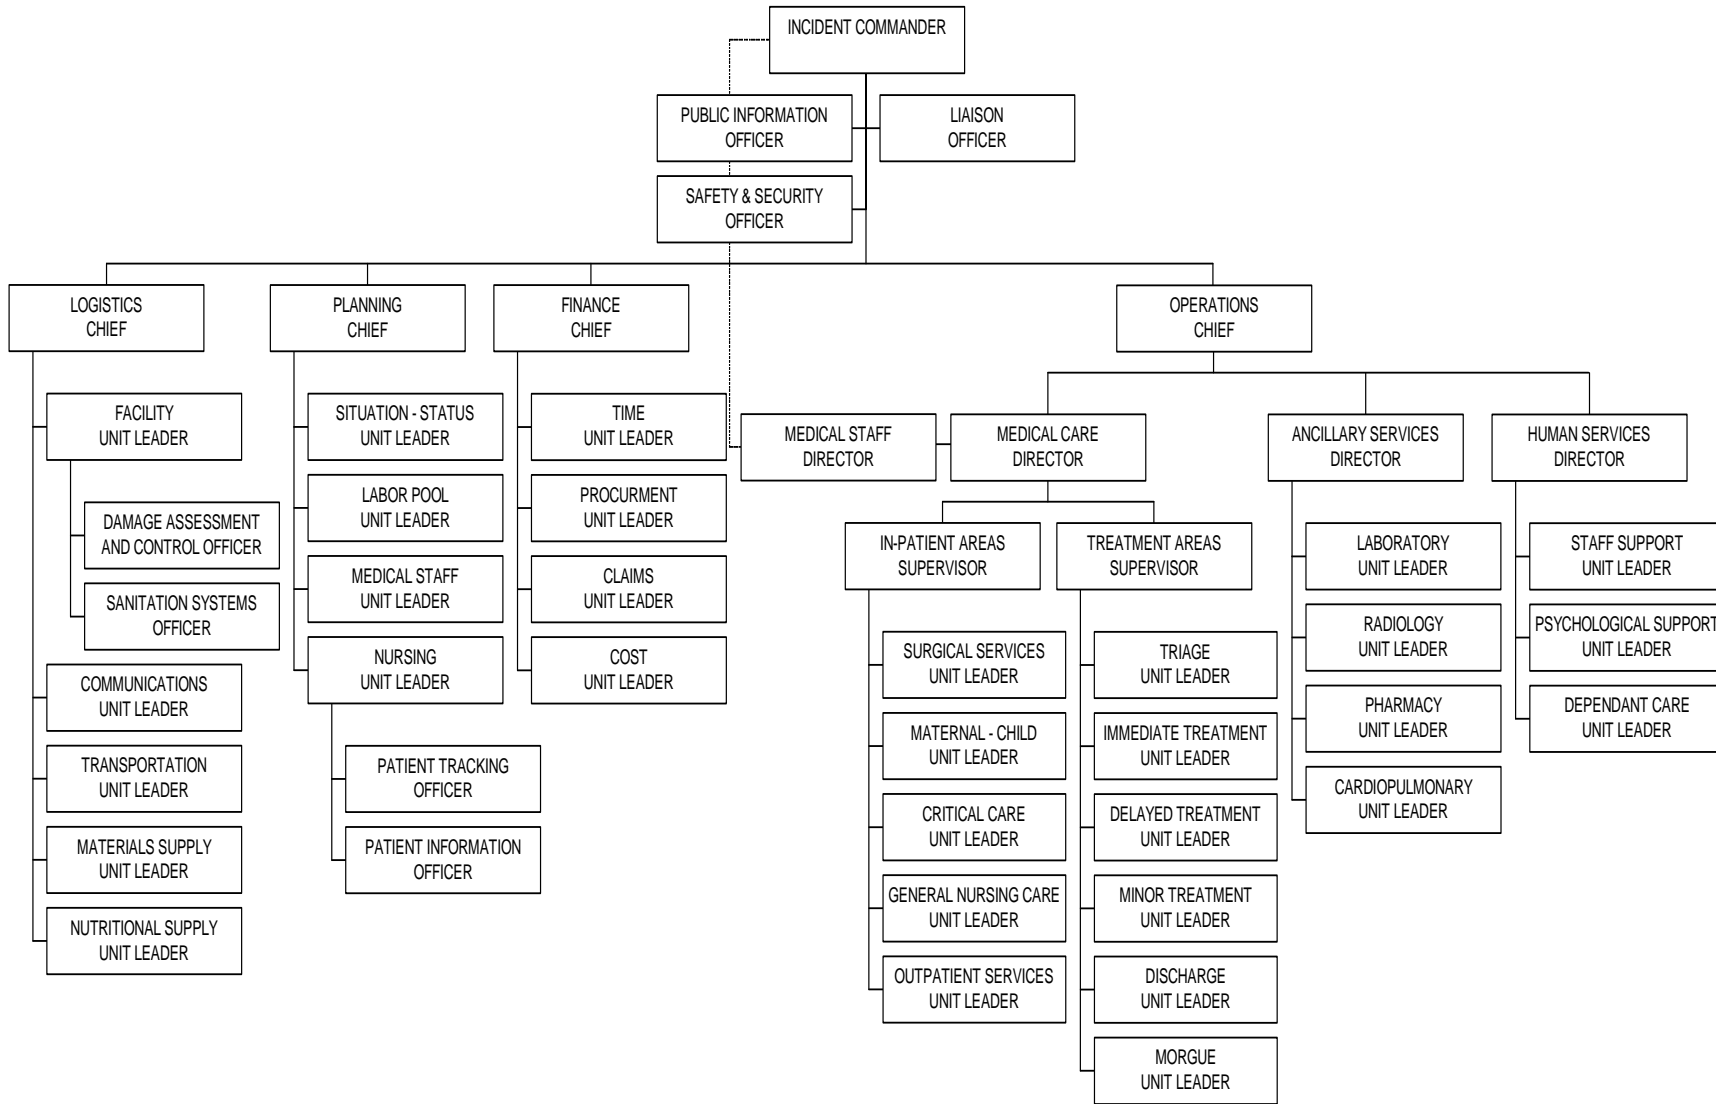 INCIDENT COMMANDER
PUBLIC INFORMATION
OFFICER
LIAISON
OFFICER
SAFETY & SECURITY
OFFICER
LOGISTICS
CHIEF
PLANNING
CHIEF
FINANCE
CHIEF
OPERATIONS
CHIEF
FACILITY
UNIT LEADER
DAMAGE ASSESSMENT
AND CONTROL OFFICER
SANITATION SYSTEMS
OFFICER
COMMUNICATIONS
UNIT LEADER
TRANSPORTATION
UNIT LEADER
MATERIALS SUPPLY
UNIT LEADER
NUTRITIONAL SUPPLY
UNIT LEADER
SITUATION - STATUS
UNIT LEADER
LABOR POOL
UNIT LEADER
MEDICAL STAFF
UNIT LEADER
NURSING
UNIT LEADER
PATIENT TRACKING
OFFICER
PATIENT INFORMATION
OFFICER
TIME
UNIT LEADER
PROCURMENT
UNIT LEADER
CLAIMS
UNIT LEADER
COST
UNIT LEADER
MEDICAL STAFF
DIRECTOR
MEDICAL CARE
DIRECTOR
ANCILLARY SERVICES
DIRECTOR
HUMAN SERVICES
DIRECTOR
IN-PATIENT AREAS
SUPERVISOR
SURGICAL SERVICES
UNIT LEADER
MATERNAL - CHILD
UNIT LEADER
CRITICAL CARE
UNIT LEADER
GENERAL NURSING CARE
UNIT LEADER
OUTPATIENT SERVICES
UNIT LEADER
TREATMENT AREAS
SUPERVISOR
TRIAGE
UNIT LEADER
IMMEDIATE TREATMENT
UNIT LEADER
DELAYED TREATMENT
UNIT LEADER
MINOR TREATMENT
UNIT LEADER
DISCHARGE
UNIT LEADER
MORGUE
UNIT LEADER
LABORATORY
UNIT LEADER
RADIOLOGY
UNIT LEADER
PHARMACY
UNIT LEADER
CARDIOPULMONARY
UNIT LEADER
STAFF SUPPORT
UNIT LEADER
PSYCHOLOGICAL SUPPORT
UNIT LEADER
DEPENDANT CARE
UNIT LEADER